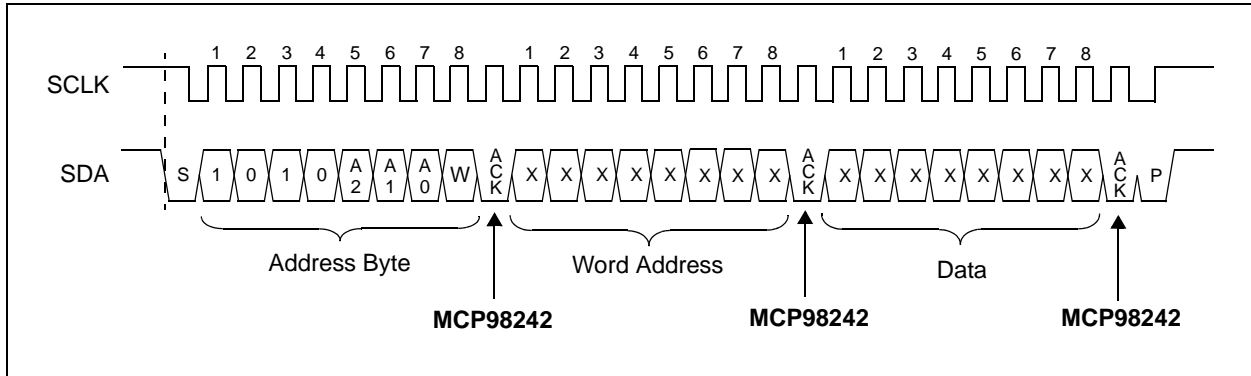 1 2 3 4 5 6 7 8 1 2 3 4 5 6 7 8 1 2 3 4 5 6 7 8
SCLK
SDA S 1 0 1 0 A2 A1 A0 W ACK X X X X X X X X ACK X X X X X X X X ACK P
Address Byte Word Address Data
MCP98242 MCP98242 MCP98242